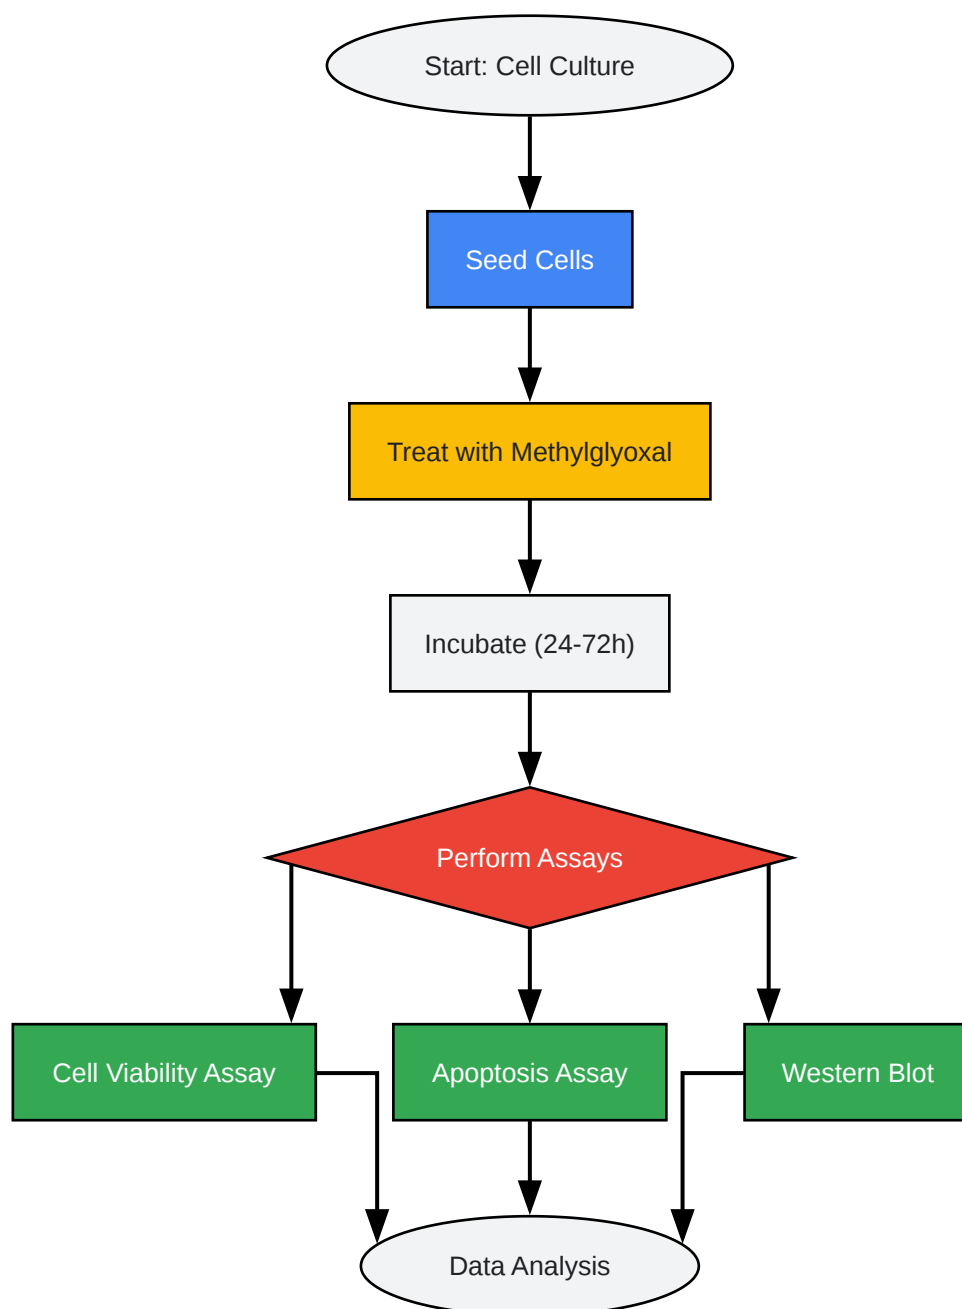 Start: Cell Culture
Seed Cells
Treat with Methylglyoxal
Incubate (24-72h)
Perform Assays
Cell Viability Assay
Apoptosis Assay
Western Blot
Data Analysis